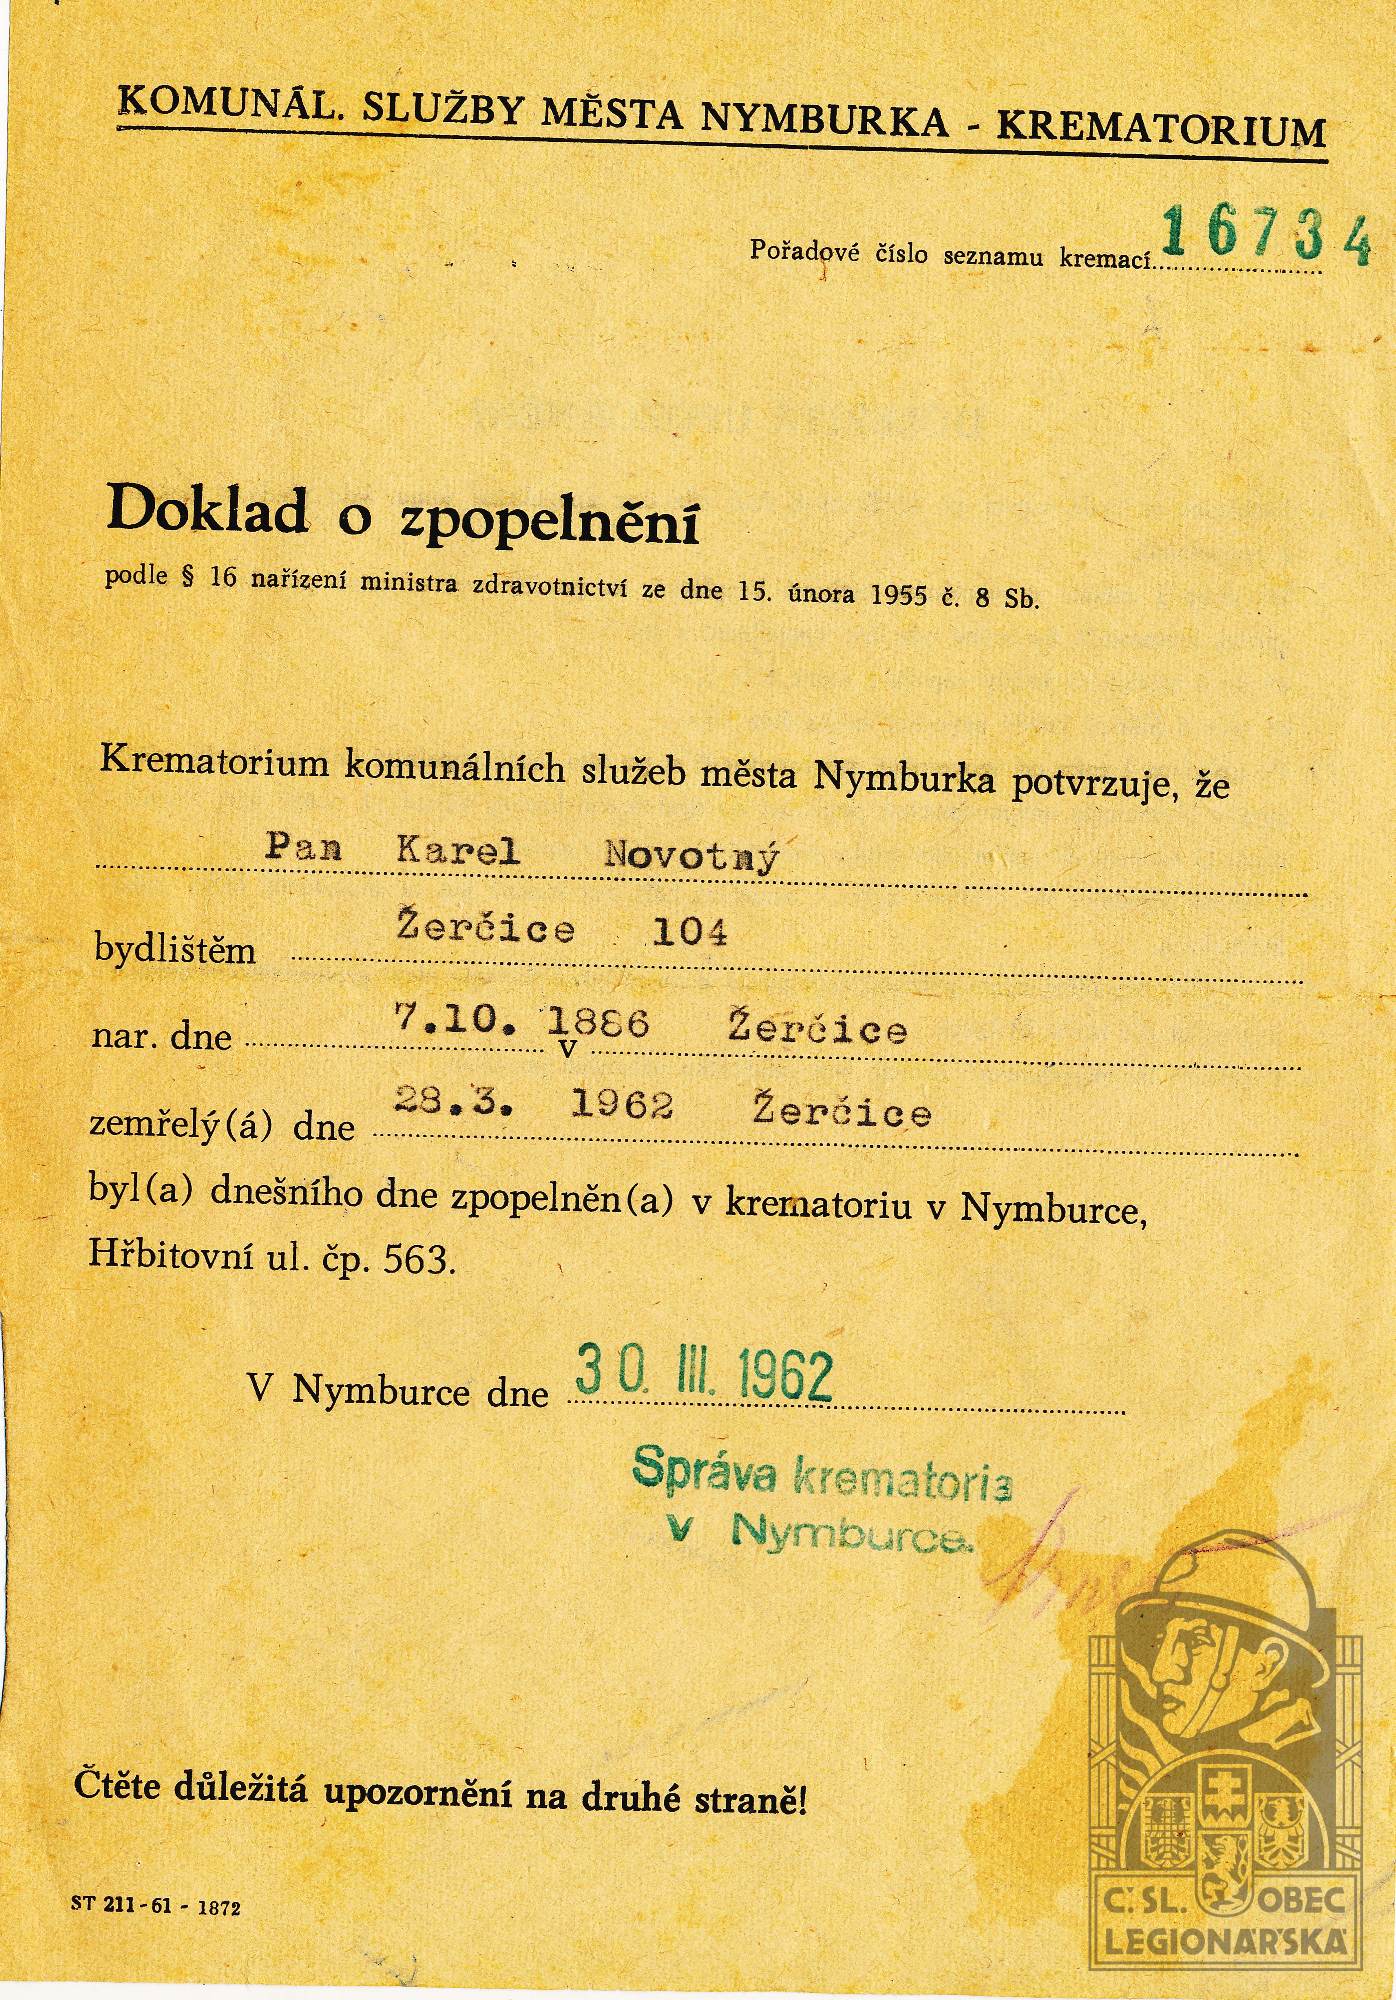 KOMUNÁL. SLUŽBY MĚSTA NYMBURKA - KREMATORIUM
Pořadové číslo seznamu kremací 16734
Doklad o zpopelnění
podle § 16 nařízení ministra zdravotnictví ze dne 15. února 1955 č. 8 Sb.
Krematorium komunálních služeb města Nymburka potvrzuje, že
Pan Karel Novotný
bydlištěm Žerčice 104
nar. dne 7.10. 1886 v Žerčice
zemřelý(á) dne 28.3. 1962 Žerčice
byl(a) dnešního dne zpopelněn(a) v krematoriu v Nymburce,
Hřbitovní ul. čp. 563.
V Nymburce dne 30. III. 1962
Správa krematoria
v Nymburce.
Čtěte důležitá upozornění na druhé straně!
ST 211-61 - 1872
Č.SL. OBEC
LEGIONÁŘSKÁ